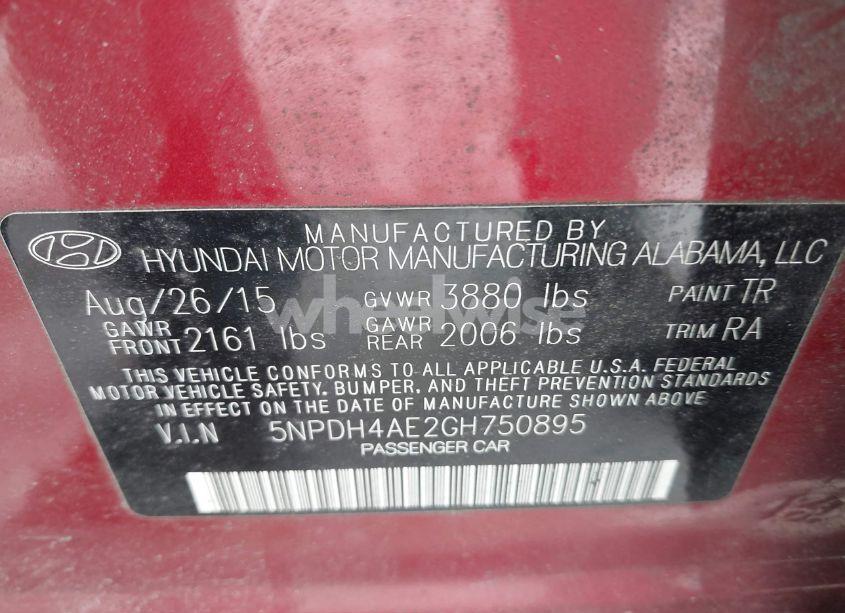 MANUFACTURED BY
HYUNDAI MOTOR MANUFACTURING ALABAMA, LLC
Aug/26/15 GVWR 3880 lbs PAINT TR
GAWR FRONT 2161 lbs GAWR REAR 2006 lbs TRIM RA
THIS VEHICLE CONFORMS TO ALL APPLICABLE U.S.A. FEDERAL
MOTOR VEHICLE SAFETY, BUMPER, AND THEFT PREVENTION STANDARDS
IN EFFECT ON THE DATE OF MANUFACTURE SHOWN ABOVE
V.I.N 5NPDH4AE2GH750895
PASSENGER CAR
wheelwise